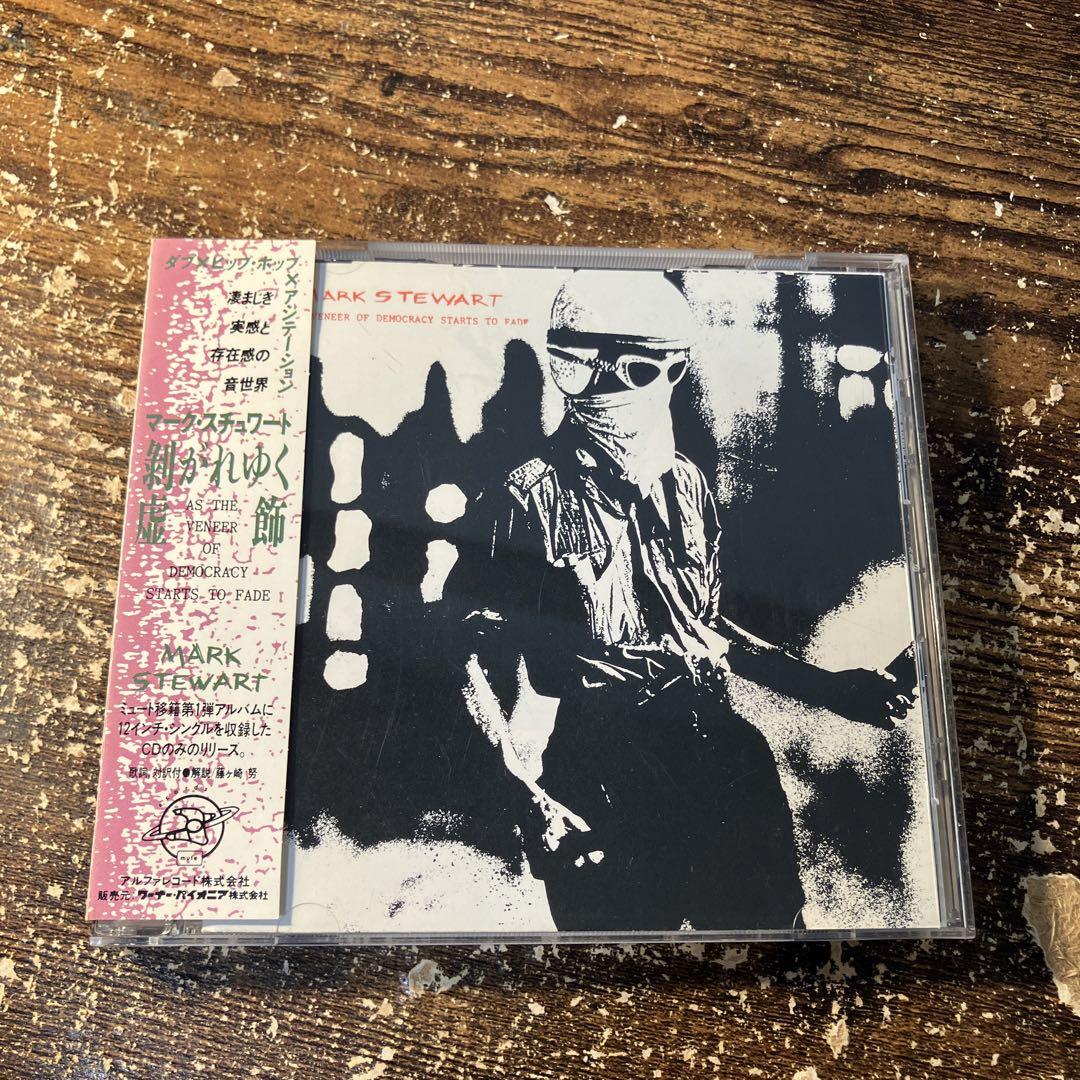 ダブ×ヒップ・ホップ×アジテーション
凄まじき
実感と
存在感の
音世界
マーク・スチュワート
剥がれゆく
虚飾
AS THE
VENEER
OF
DEMOCRACY
STARTS TO FADE
MARK
STEWART
ミュート移籍第1弾アルバムに
12インチ・シングルを収録した
CDのみのリリース。
歌詞, 対訳付●解説 藤ヶ崎 努
mute
アルファレコード株式会社
販売元 ワーナー・パイオニア株式会社
MARK STEWART
VENEER OF DEMOCRACY STARTS TO FADE